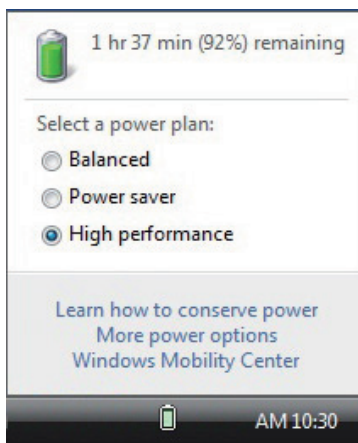 1 hr 37 min (92%) remaining
Select a power plan:
Balanced
Power saver
High performance
Learn how to conserve power
More power options
Windows Mobility Center
AM 10:30